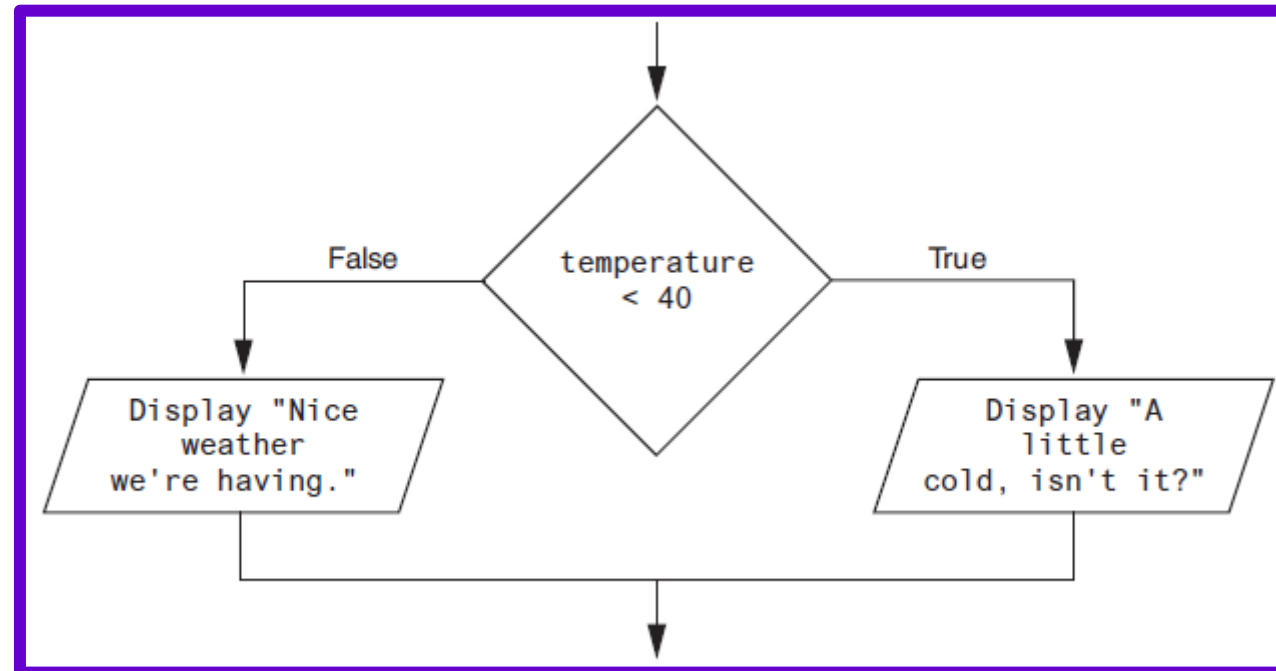 False
temperature
< 40
True
Display "Nice
weather
we're having."
Display "A
little
cold, isn't it?"